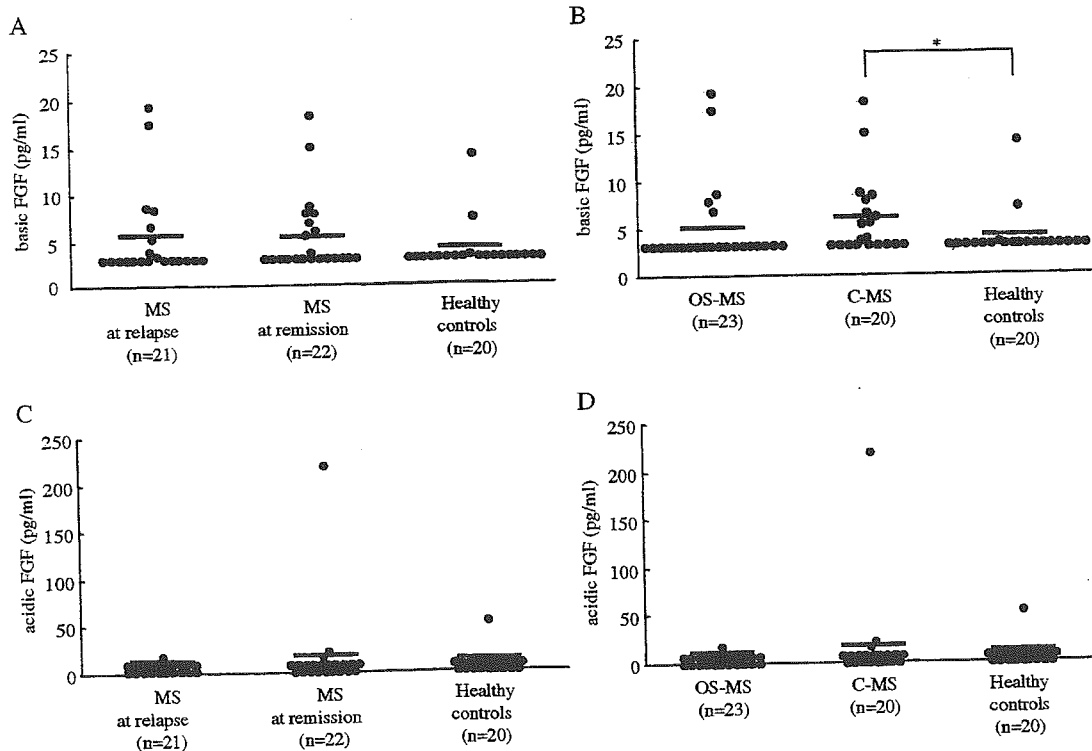 A
25
20
15
10
5
0
basic FGF (pg/ml)
MS
at relapse
(n=21)
MS
at remission
(n=22)
Healthy
controls
(n=20)
B
25
20
15
10
5
0
basic FGF (pg/ml)
*
OS-MS
(n=23)
C-MS
(n=20)
Healthy
controls
(n=20)
C
250
200
150
100
50
0
acidic FGF (pg/ml)
MS
at relapse
(n=21)
MS
at remission
(n=22)
Healthy
controls
(n=20)
D
250
200
150
100
50
0
acidic FGF (pg/ml)
OS-MS
(n=23)
C-MS
(n=20)
Healthy
controls
(n=20)